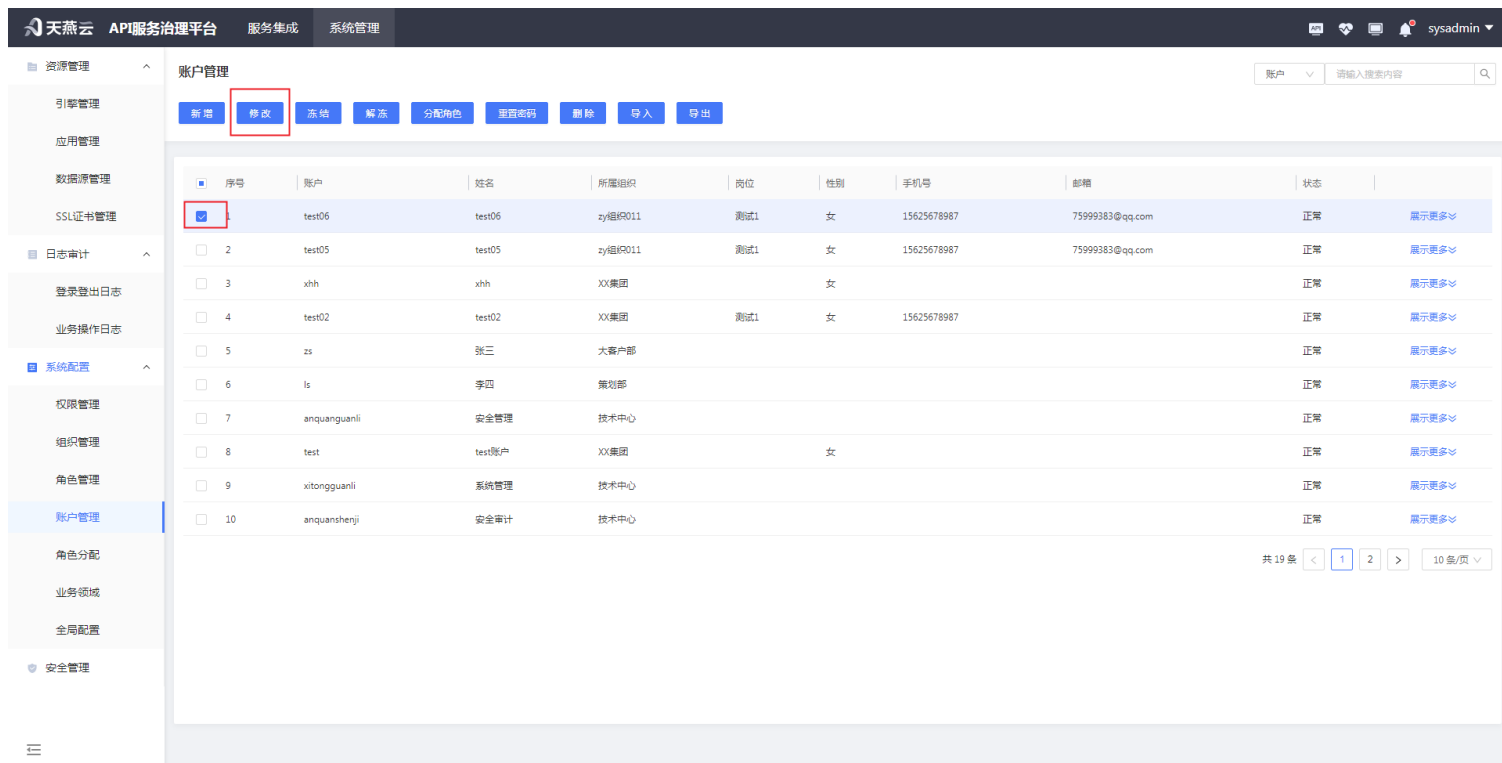 天燕云 API服务治理平台 服务集成 系统管理 API sysadmin
资源管理
引擎管理
应用管理
数据源管理
SSL证书管理
日志审计
登录登出日志
业务操作日志
系统配置
权限管理
组织管理
角色管理
账户管理
角色分配
业务领域
全局配置
安全管理
账户管理 账户 请输入搜索内容
新增 修改 冻结 解冻 分配角色 重置密码 删除 导入 导出
序号 账户 姓名 所属组织 岗位 性别 手机号 邮箱 状态
1 test06 test06 zy组织011 测试1 女 15625678987 75999383@qq.com 正常 展示更多
2 test05 test05 zy组织011 测试1 女 15625678987 75999383@qq.com 正常 展示更多
3 xhh xhh XX集团 女 正常 展示更多
4 test02 test02 XX集团 测试1 女 15625678987 正常 展示更多
5 zs 张三 大客户部 正常 展示更多
6 ls 李四 策划部 正常 展示更多
7 anquanguanli 安全管理 技术中心 正常 展示更多
8 test test账户 XX集团 女 正常 展示更多
9 xitongguanli 系统管理 技术中心 正常 展示更多
10 anquanshenji 安全审计 技术中心 正常 展示更多
共 19 条 1 2 10 条/页